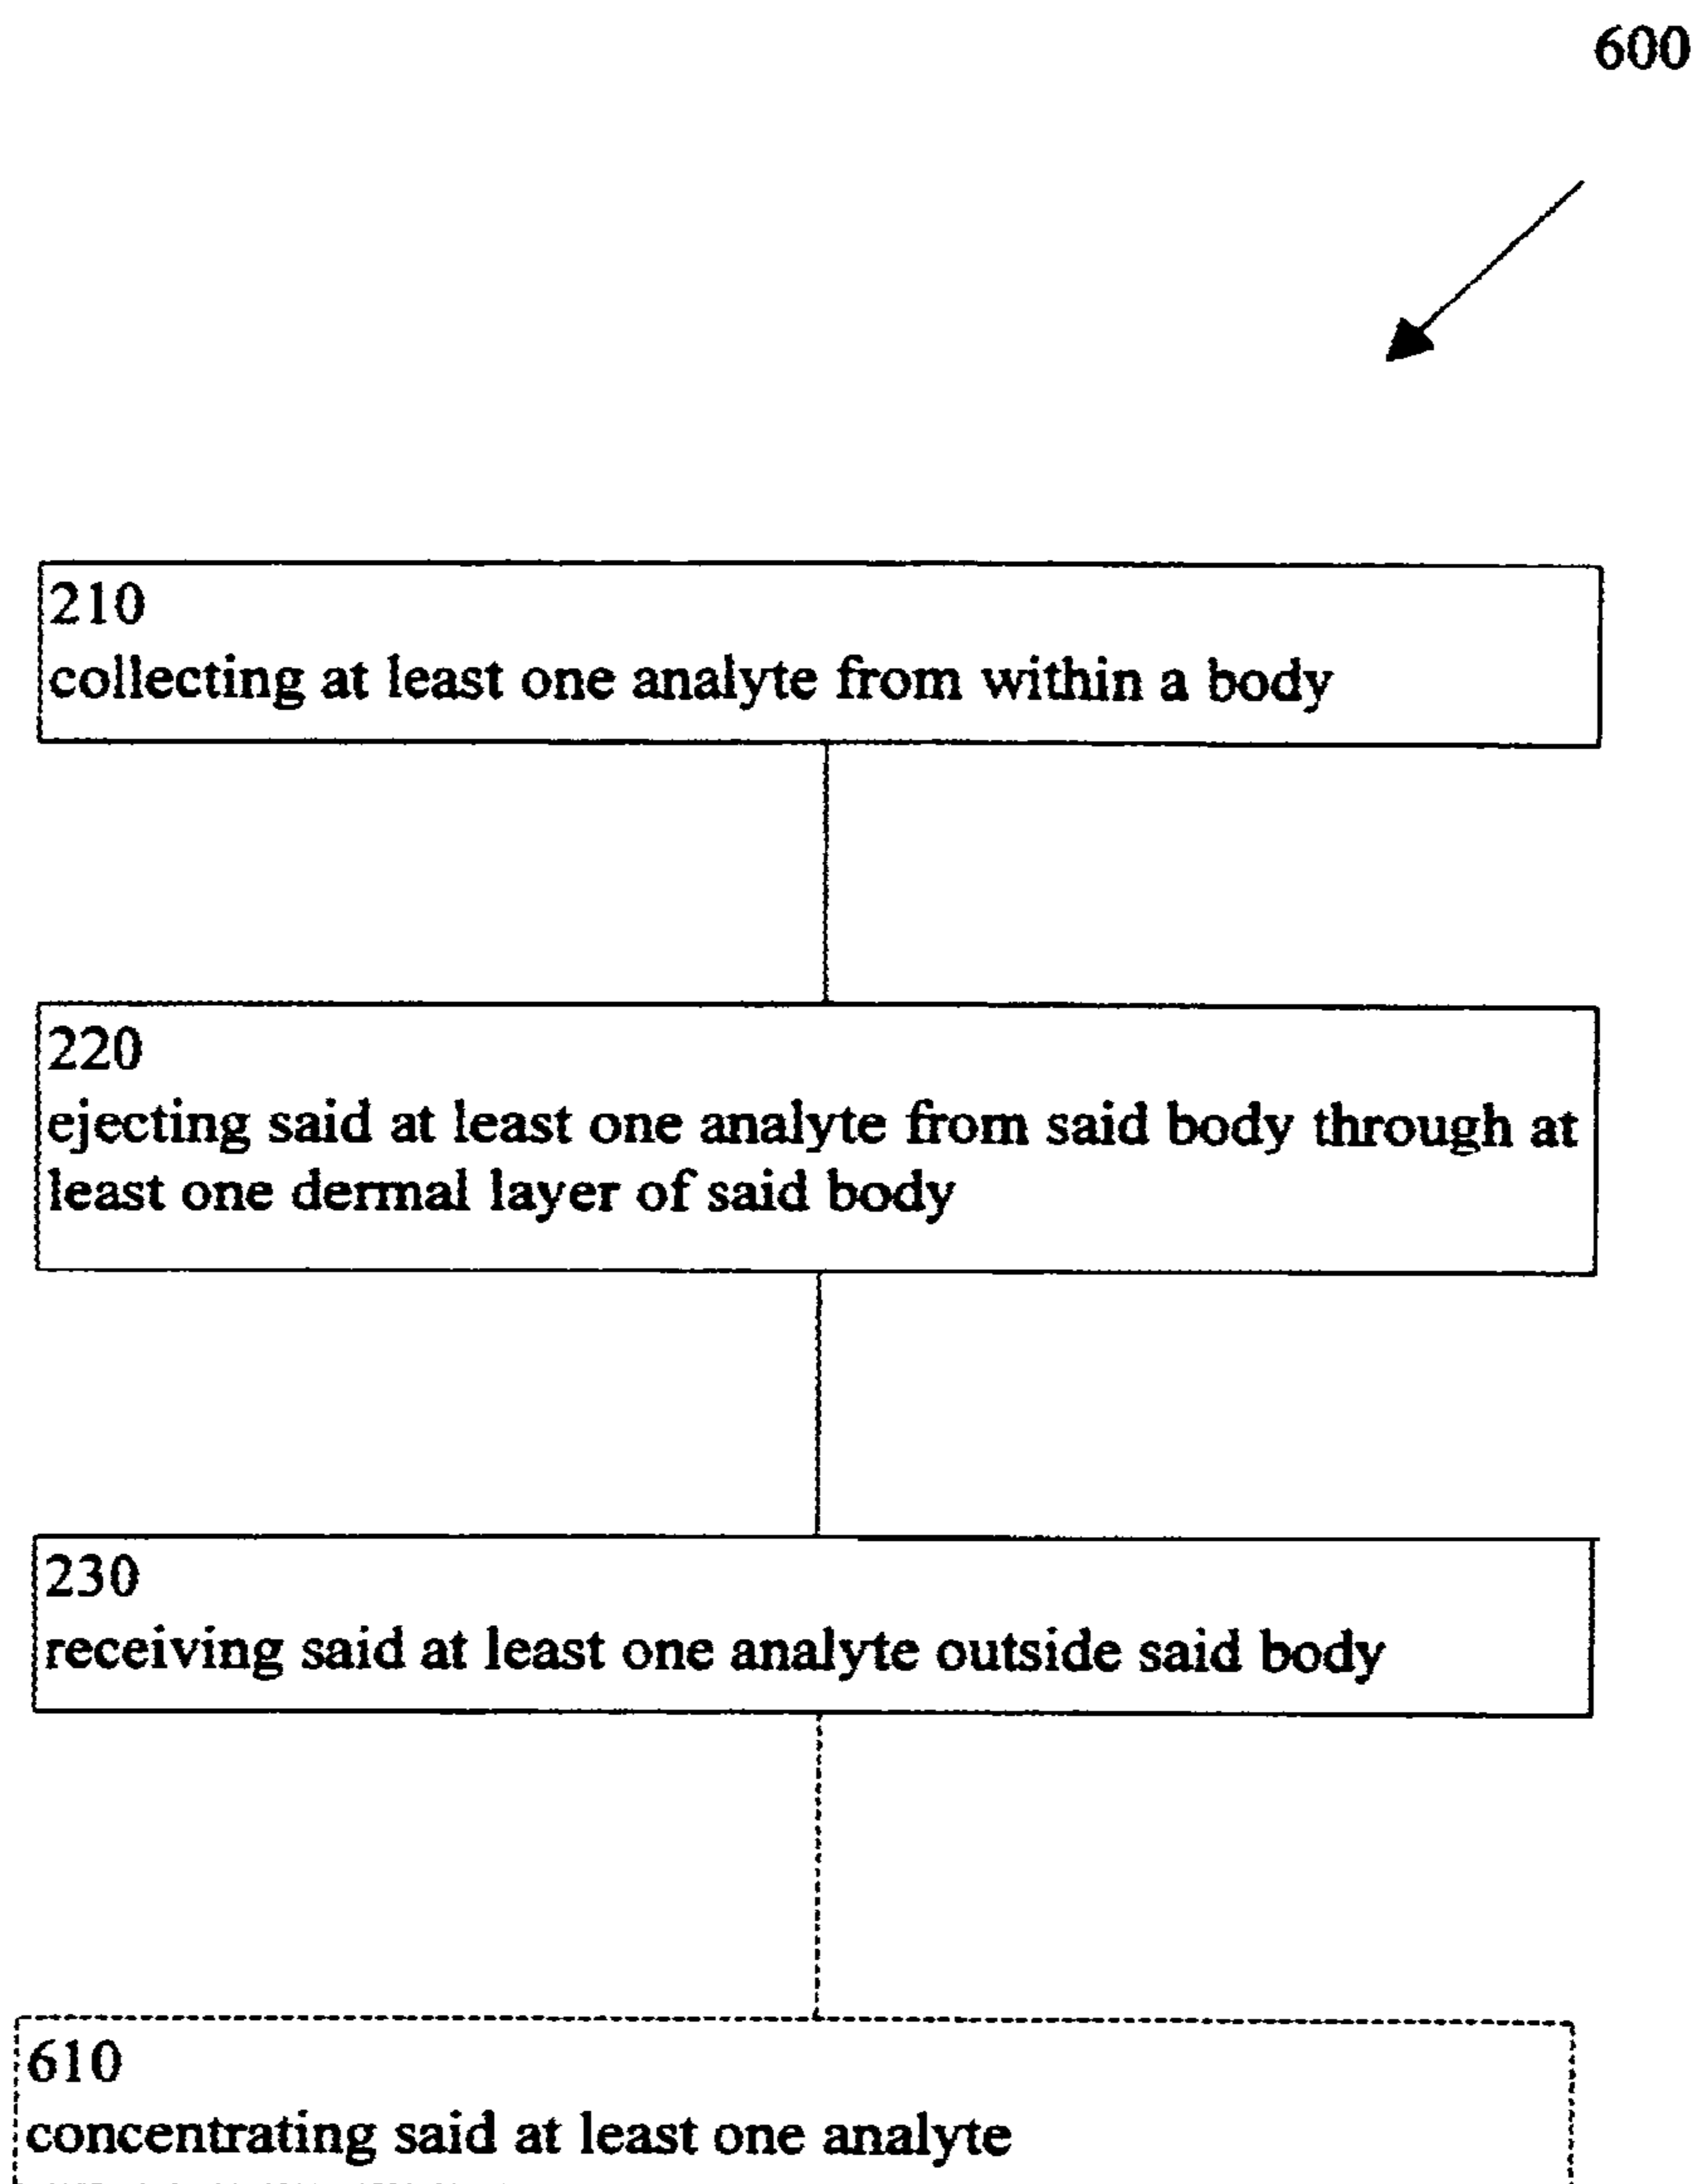 600
210
collecting at least one analyte from within a body
220
ejecting said at least one analyte from said body through at
least one dermal layer of said body
230
receiving said at least one analyte outside said body
610
concentrating said at least one analyte